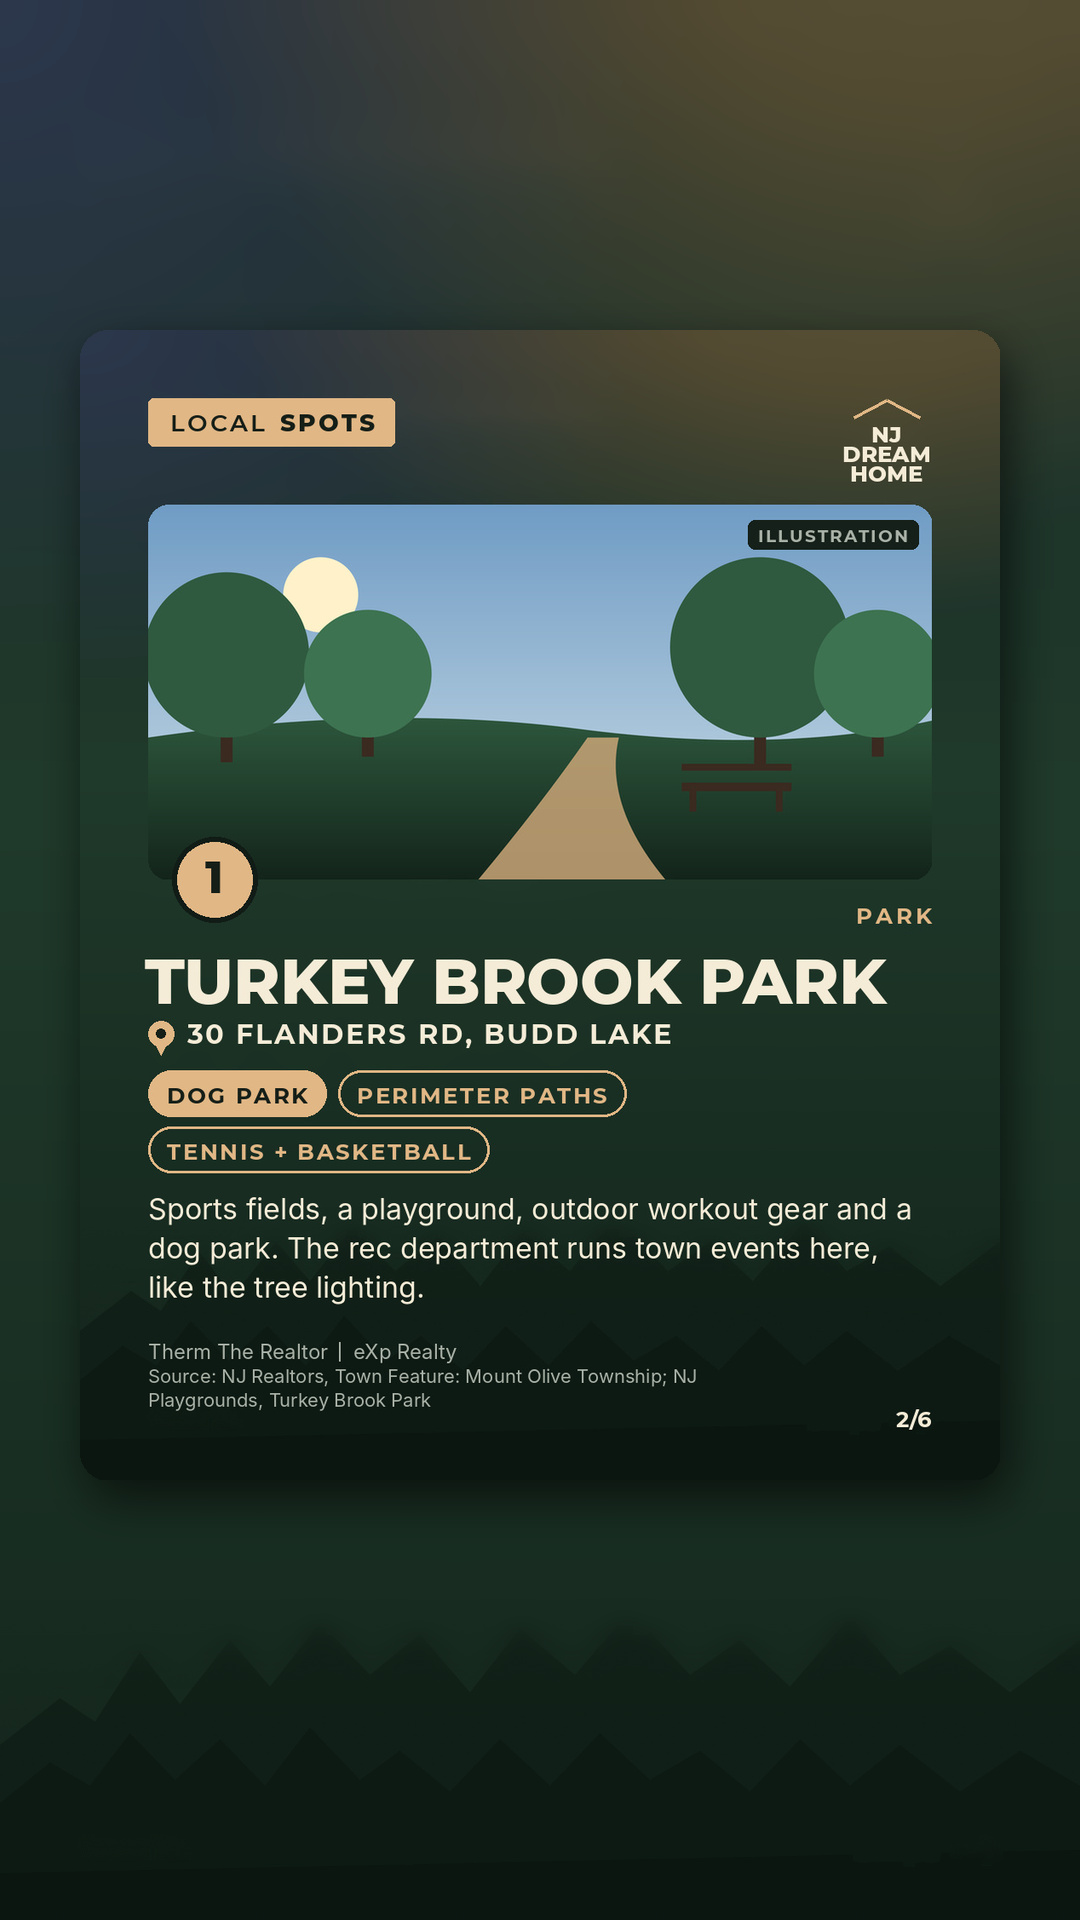 LOCAL SPOTS
NJ
DREAM
HOME
ILLUSTRATION
1
PARK
TURKEY BROOK PARK
30 FLANDERS RD, BUDD LAKE
DOG PARK
PERIMETER PATHS
TENNIS + BASKETBALL
Sports fields, a playground, outdoor workout gear and a
dog park. The rec department runs town events here,
like the tree lighting.
Therm The Realtor | eXp Realty
Source: NJ Realtors, Town Feature: Mount Olive Township; NJ
Playgrounds, Turkey Brook Park
2/6